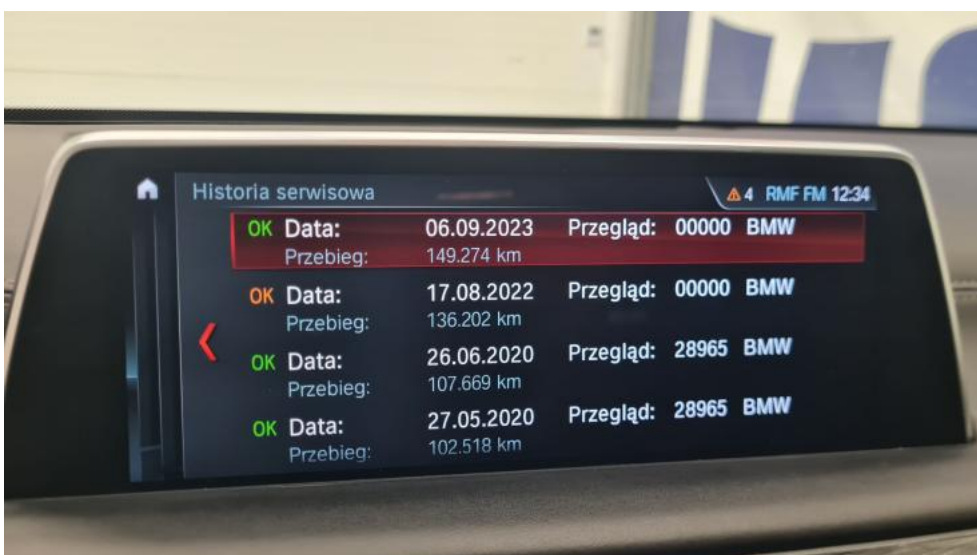 Historia serwisowa 4 RMF FM 12:34
OK Data: 06.09.2023 Przegląd: 00000 BMW
Przebieg: 149.274 km
OK Data: 17.08.2022 Przegląd: 00000 BMW
Przebieg: 136.202 km
OK Data: 26.06.2020 Przegląd: 28965 BMW
Przebieg: 107.669 km
OK Data: 27.05.2020 Przegląd: 28965 BMW
Przebieg: 102.518 km